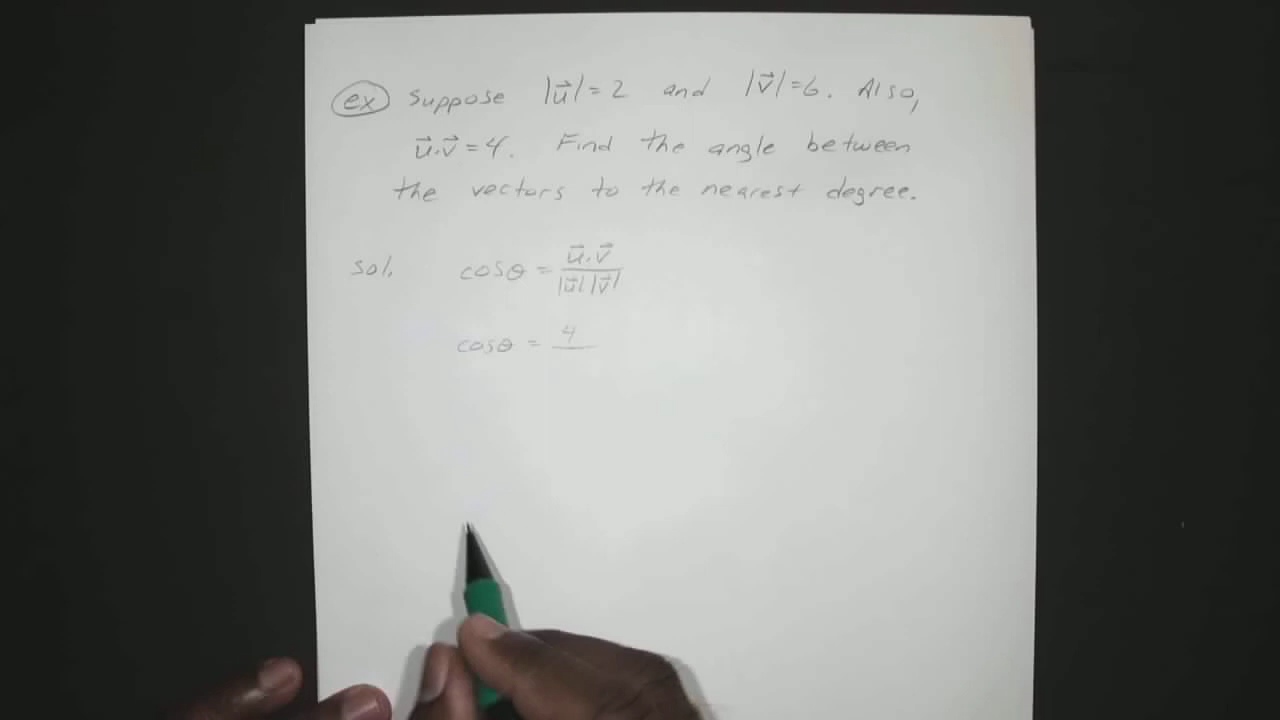 ex Suppose |u⃗|=2 and |v⃗|=6. Also,
u⃗·v⃗=4. Find the angle between
the vectors to the nearest degree.
sol. cosθ = u⃗·v⃗ / |u⃗||v⃗|
cosθ = 4 /